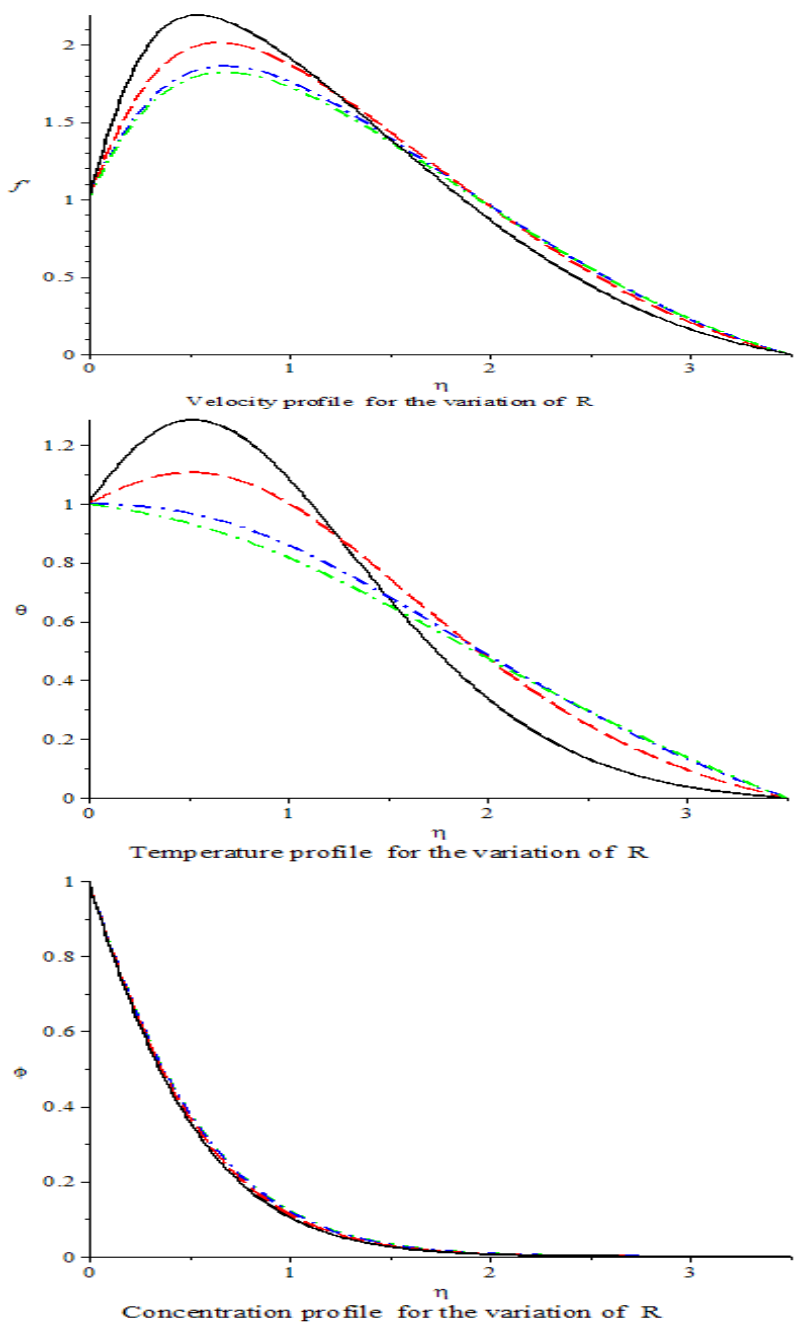 2
1.5
1
0.5
0
0 1 2 3
η
Velocity profile for the variation of R
1.2
1
0.8
0.6
0.4
0.2
0
0 1 2 3
η
Temperature profile for the variation of R
1
0.8
0.6
0.4
0.2
0
Φ
0 1 2 3
η
Concentration profile for the variation of R